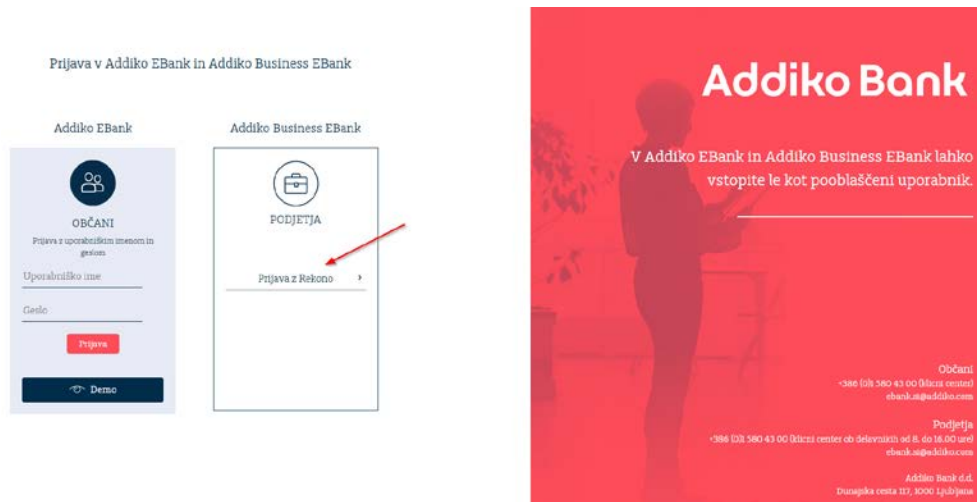 Prijava v Addiko EBank in Addiko Business EBank
Addiko EBank
OBČANI
Prijava z uporabniškim imenom in
geslom
Uporabniško ime
Geslo
Prijava
Demo
Addiko Business EBank
PODJETJA
Prijava z Rekono
Addiko Bank
V Addiko EBank in Addiko Business EBank lahko
vstopite le kot pooblaščeni uporabnik.
Občani
+386 (0)1 580 43 00 (klicni center)
ebank.si@addiko.com
Podjetja
+386 (0)1 580 43 00 (klicni center ob delavnikih od 8. do 16.00 ure)
ebank.si@addiko.com
Addiko Bank d.d.
Dunajska cesta 117, 1000 Ljubljana